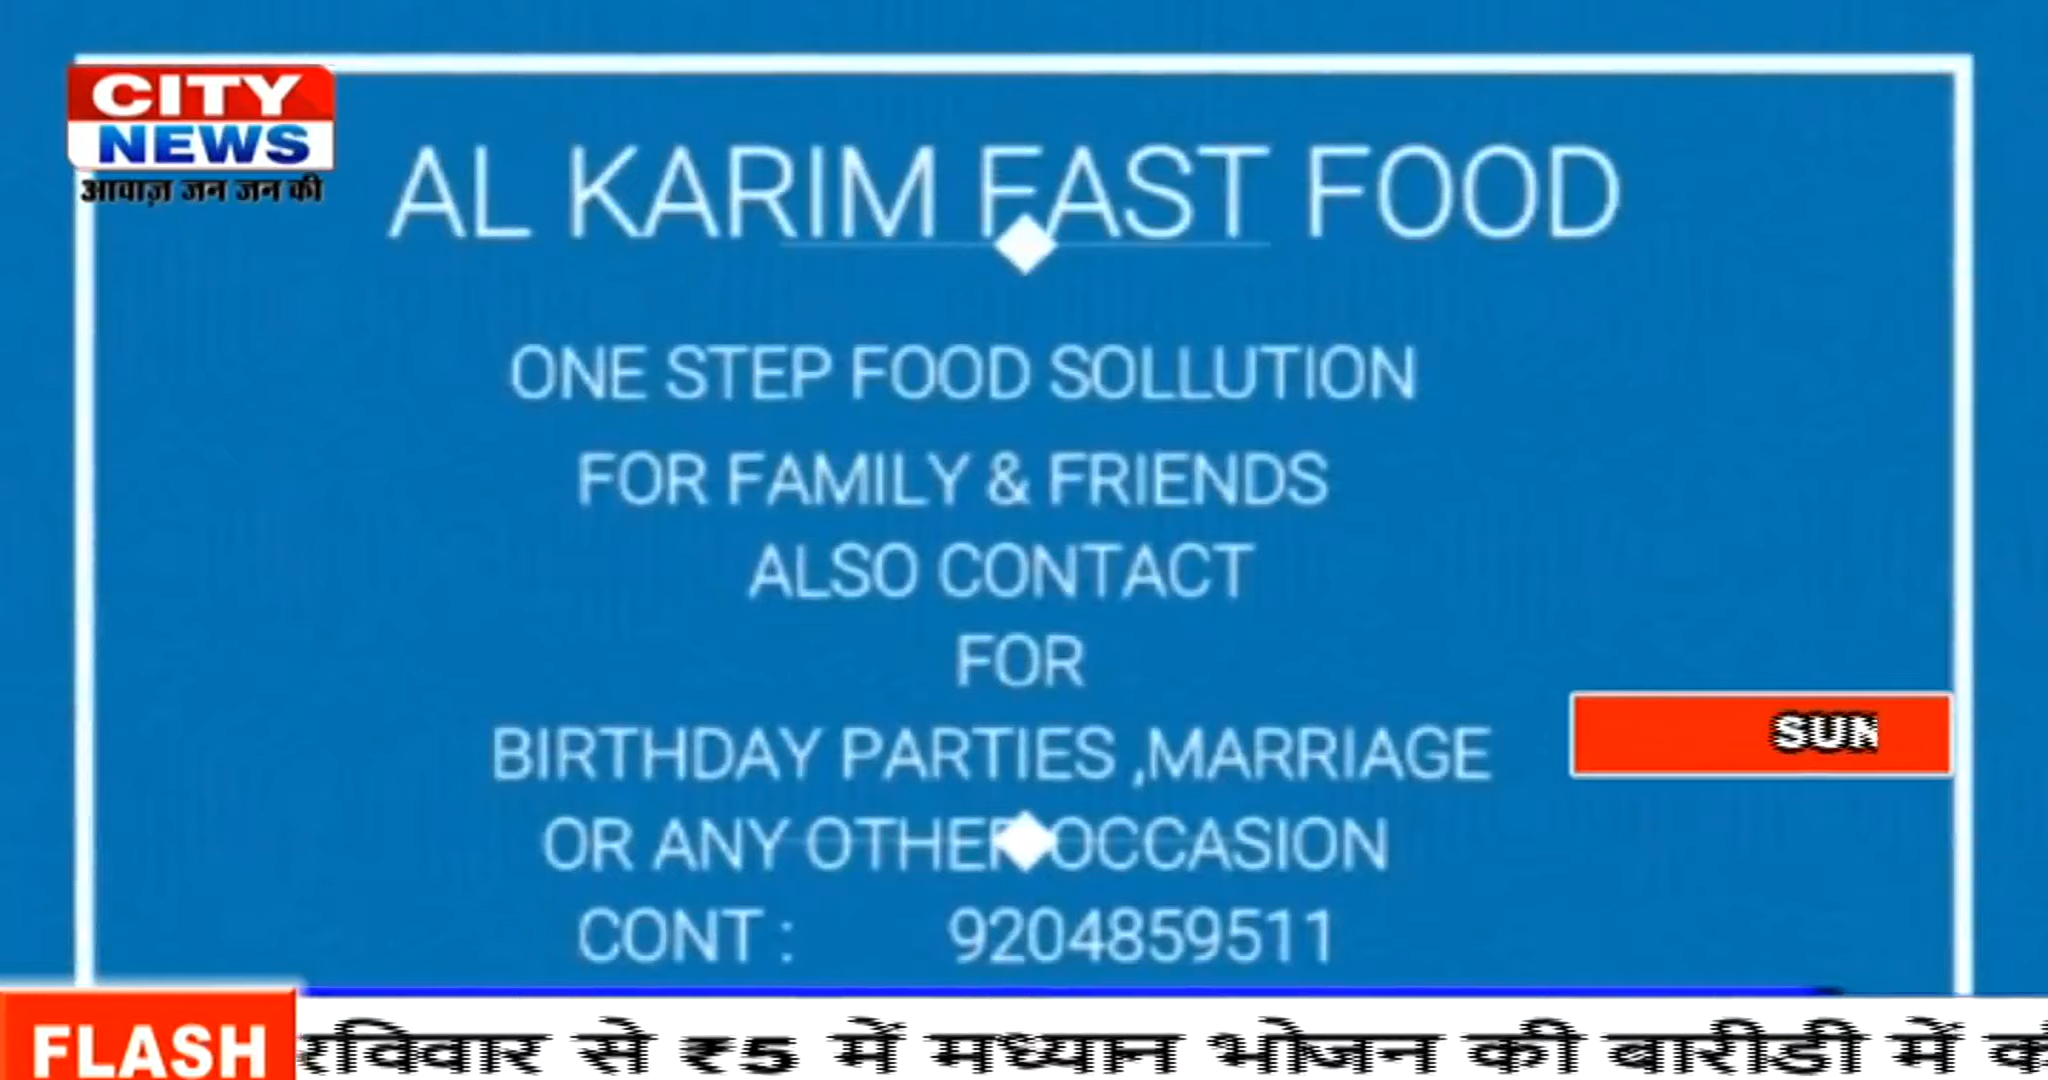 CITY
NEWS
आवाज़ जन जन की
AL KARIM FAST FOOD
ONE STEP FOOD SOLLUTION
FOR FAMILY & FRIENDS
ALSO CONTACT
FOR
BIRTHDAY PARTIES ,MARRIAGE
OR ANY OTHER OCCASION
CONT : 9204859511
SUN
FLASH
रविवार से ₹5 में मध्यान भोजन की बारीडी में